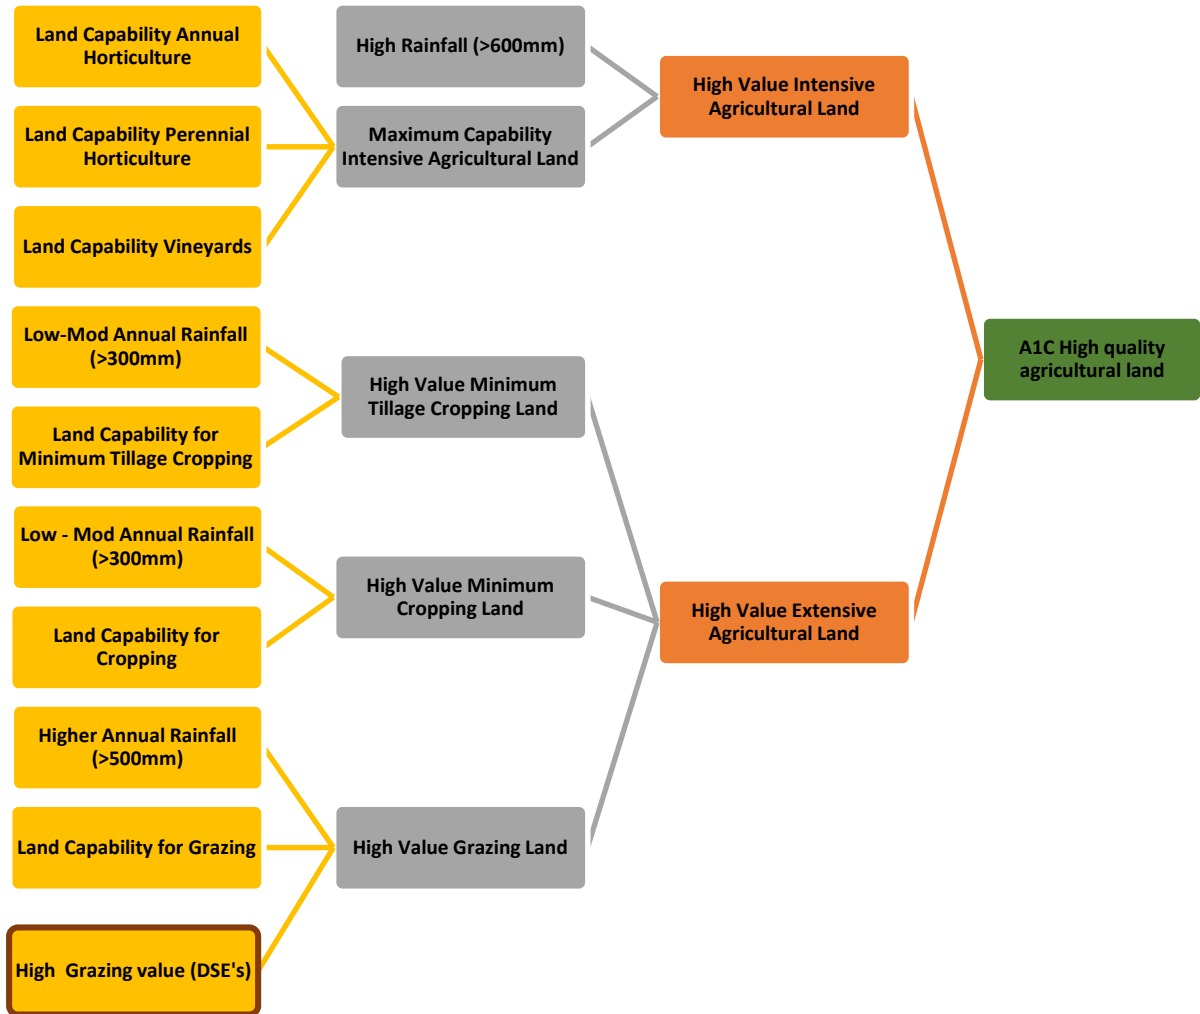 Land Capability Annual
Horticulture
Land Capability Perennial
Horticulture
Land Capability Vineyards
Low-Mod Annual Rainfall
(>300mm)
Land Capability for
Minimum Tillage Cropping
Low - Mod Annual Rainfall
(>300mm)
Land Capability for
Cropping
Higher Annual Rainfall
(>500mm)
Land Capability for Grazing
High  Grazing value (DSE's)
High Rainfall (>600mm)
Maximum Capability
Intensive Agricultural Land
High Value Minimum
Tillage Cropping Land
High Value Minimum
Cropping Land
High Value Grazing Land
High Value Intensive
Agricultural Land
High Value Extensive
Agricultural Land
A1C High quality
agricultural land